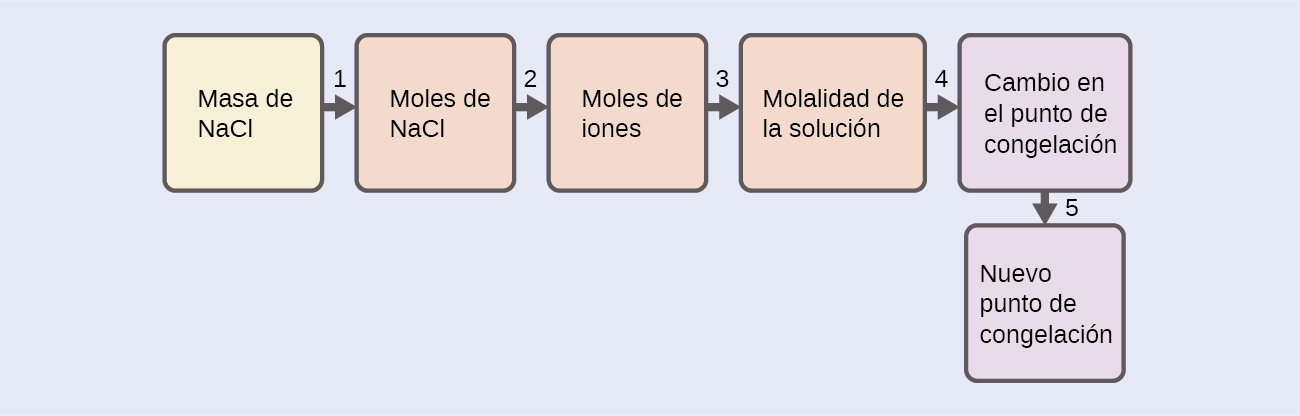 Masa de
NaCl
1
Moles de
NaCl
2
Moles de
iones
3
Molalidad de
la solución
4
Cambio en
el punto de
congelación
5
Nuevo
punto de
congelación